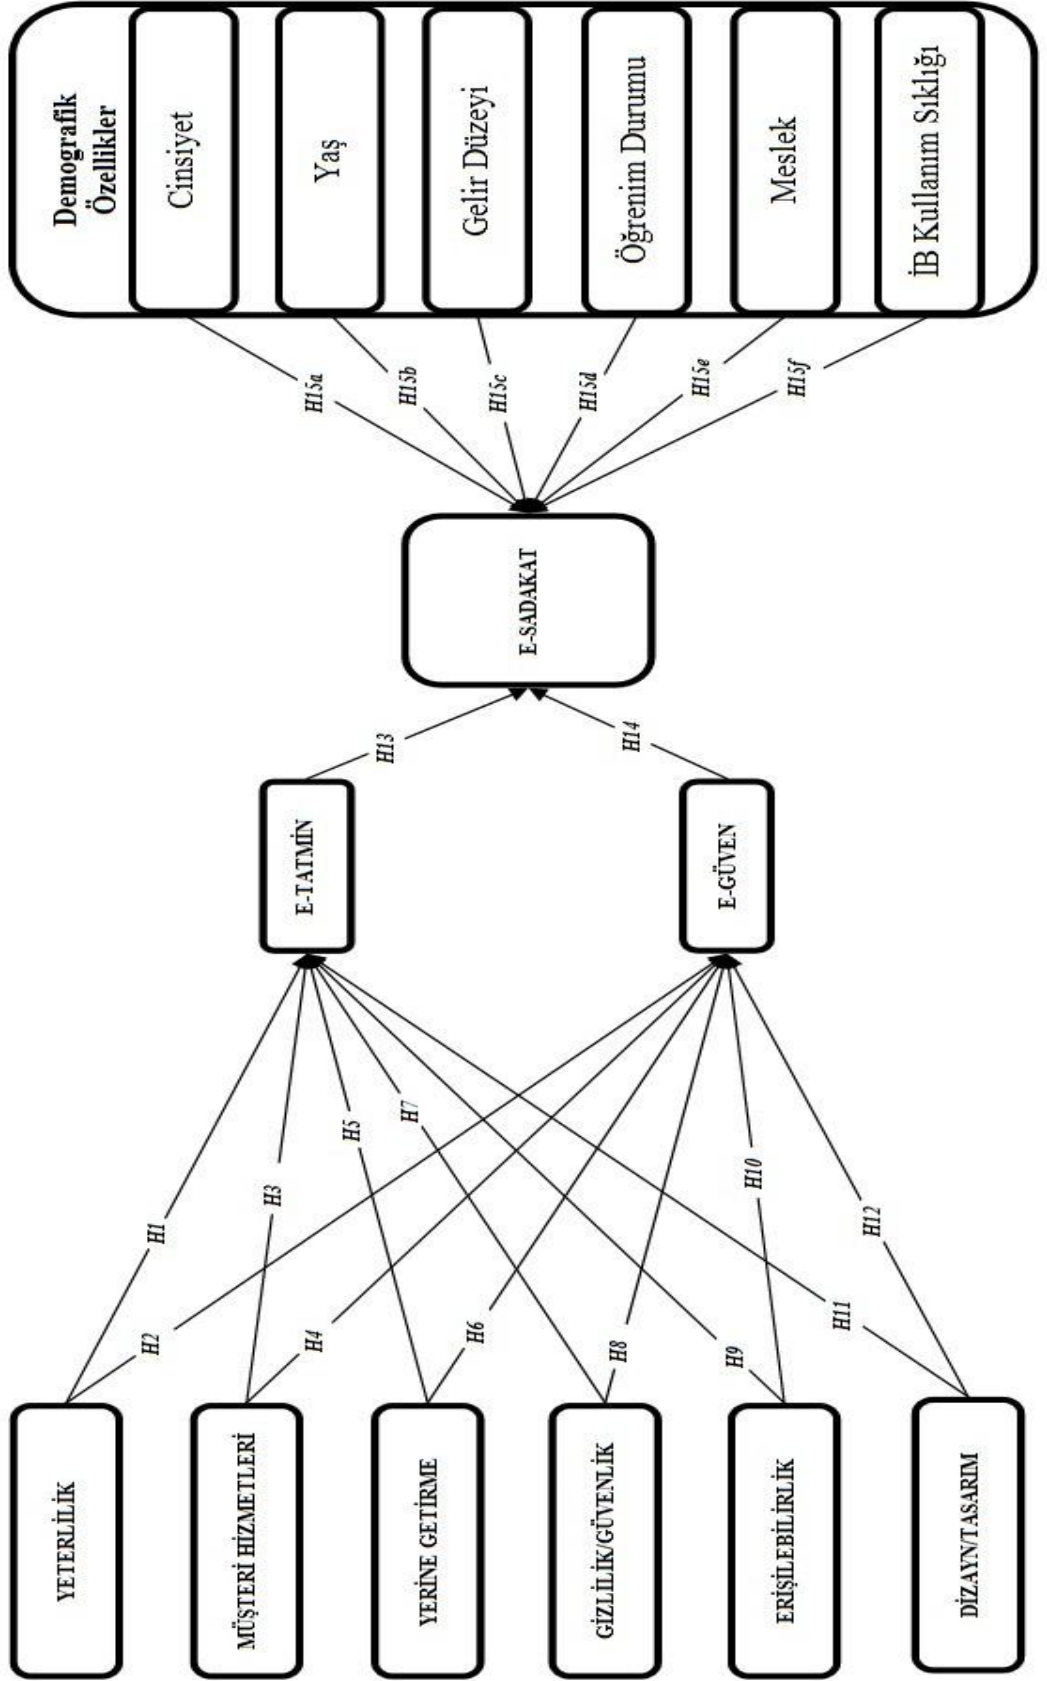 YETERLİLİK
MÜŞTERİ HİZMETLERİ
YERİNE GETİRME
GİZLİLİK/GÜVENLİK
ERİŞİLEBİLİRLİK
DİZAYN/TASARIM
H1
H2
H3
H4
H5
H6
H7
H8
H9
H10
H11
H12
E-TATMİN
E-GÜVEN
H13
H14
E-SADAKAT
H15a
H15b
H15c
H15d
H15e
H15f
Demografik
Özellikler
Cinsiyet
Yaş
Gelir Düzeyi
Öğrenim Durumu
Meslek
İB Kullanım Sıklığı